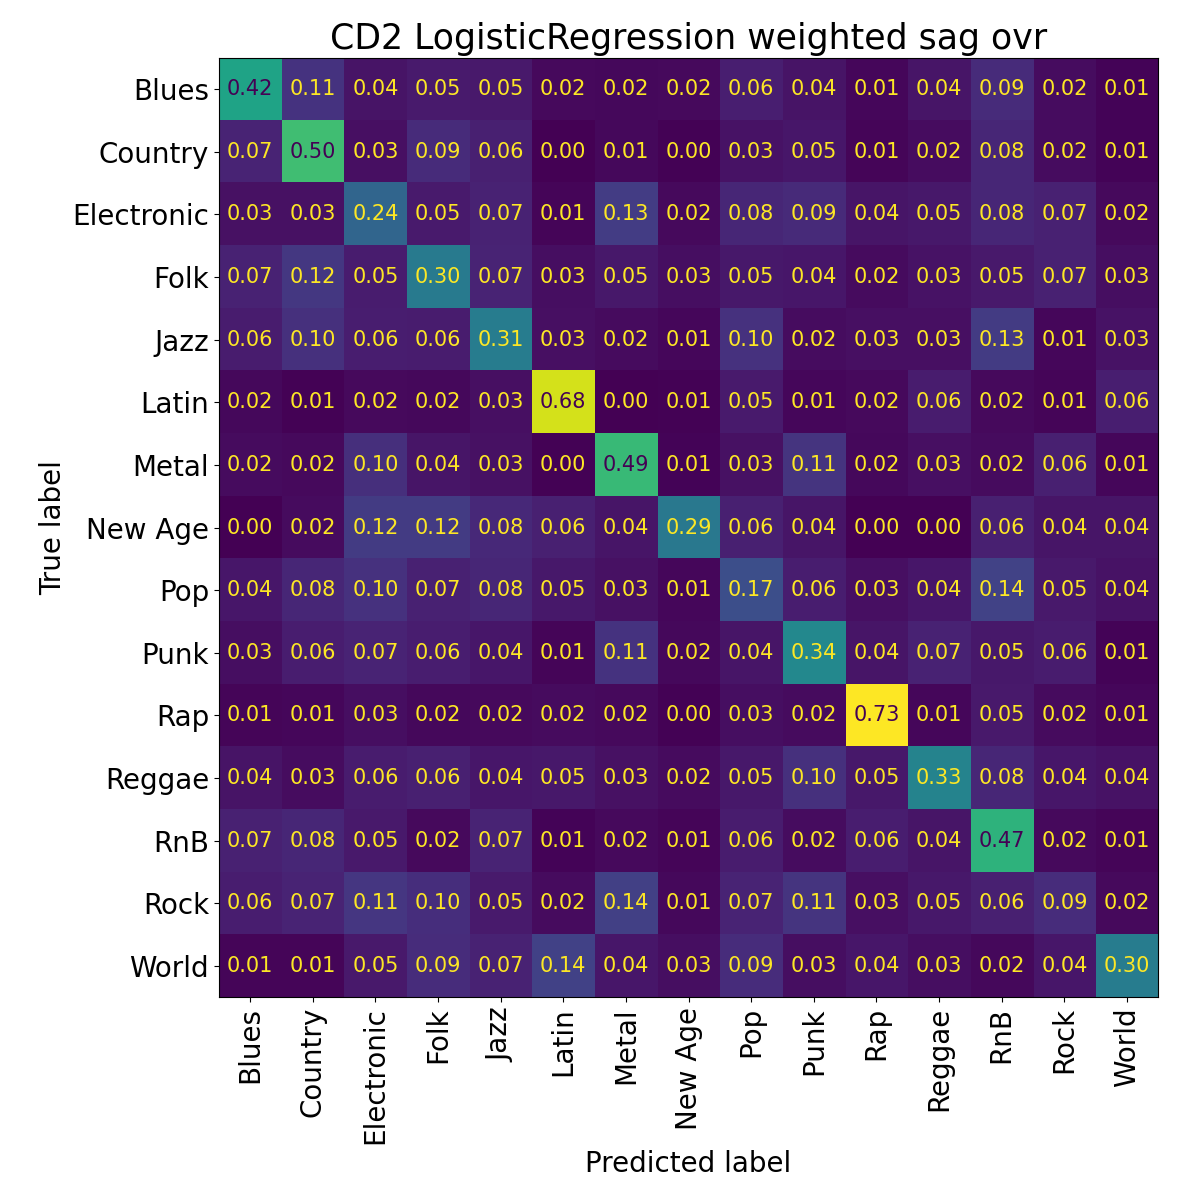 CD2 LogisticRegression weighted sag ovr
Blues 0.42 0.11 0.04 0.05 0.05 0.02 0.02 0.02 0.06 0.04 0.01 0.04 0.09 0.02 0.01
Country 0.07 0.50 0.03 0.09 0.06 0.00 0.01 0.00 0.03 0.05 0.01 0.02 0.08 0.02 0.01
Electronic 0.03 0.03 0.24 0.05 0.07 0.01 0.13 0.02 0.08 0.09 0.04 0.05 0.08 0.07 0.02
Folk 0.07 0.12 0.05 0.30 0.07 0.03 0.05 0.03 0.05 0.04 0.02 0.03 0.05 0.07 0.03
Jazz 0.06 0.10 0.06 0.06 0.31 0.03 0.02 0.01 0.10 0.02 0.03 0.03 0.13 0.01 0.03
Latin 0.02 0.01 0.02 0.02 0.03 0.68 0.00 0.01 0.05 0.01 0.02 0.06 0.02 0.01 0.06
Metal 0.02 0.02 0.10 0.04 0.03 0.00 0.49 0.01 0.03 0.11 0.02 0.03 0.02 0.06 0.01
New Age 0.00 0.02 0.12 0.12 0.08 0.06 0.04 0.29 0.06 0.04 0.00 0.00 0.06 0.04 0.04
Pop 0.04 0.08 0.10 0.07 0.08 0.05 0.03 0.01 0.17 0.06 0.03 0.04 0.14 0.05 0.04
Punk 0.03 0.06 0.07 0.06 0.04 0.01 0.11 0.02 0.04 0.34 0.04 0.07 0.05 0.06 0.01
Rap 0.01 0.01 0.03 0.02 0.02 0.02 0.02 0.00 0.03 0.02 0.73 0.01 0.05 0.02 0.01
Reggae 0.04 0.03 0.06 0.06 0.04 0.05 0.03 0.02 0.05 0.10 0.05 0.33 0.08 0.04 0.04
RnB 0.07 0.08 0.05 0.02 0.07 0.01 0.02 0.01 0.06 0.02 0.06 0.04 0.47 0.02 0.01
Rock 0.06 0.07 0.11 0.10 0.05 0.02 0.14 0.01 0.07 0.11 0.03 0.05 0.06 0.09 0.02
World 0.01 0.01 0.05 0.09 0.07 0.14 0.04 0.03 0.09 0.03 0.04 0.03 0.02 0.04 0.30
True label
Blues Country Electronic Folk Jazz Latin Metal New Age Pop Punk Rap Reggae RnB Rock World
Predicted label